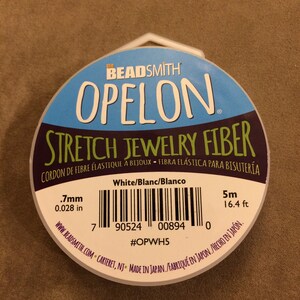 THE BEADSMITH®
OPELON®
STRETCH JEWELRY FIBER
CORDON DE FIBRE ÉLASTIQUE À BIJOUX • FIBRA ELÁSTICA PARA BISUTERÍA
White/Blanc/Blanco
.7mm
0.028 in
5m
16.4 ft
7 90524 00894 0
#OPWH5
WWW.BEADSMITH.COM • CARTERET, NJ • MADE IN JAPAN./FABRIQUÉ EN JAPON./HECHO EN JAPÓN.